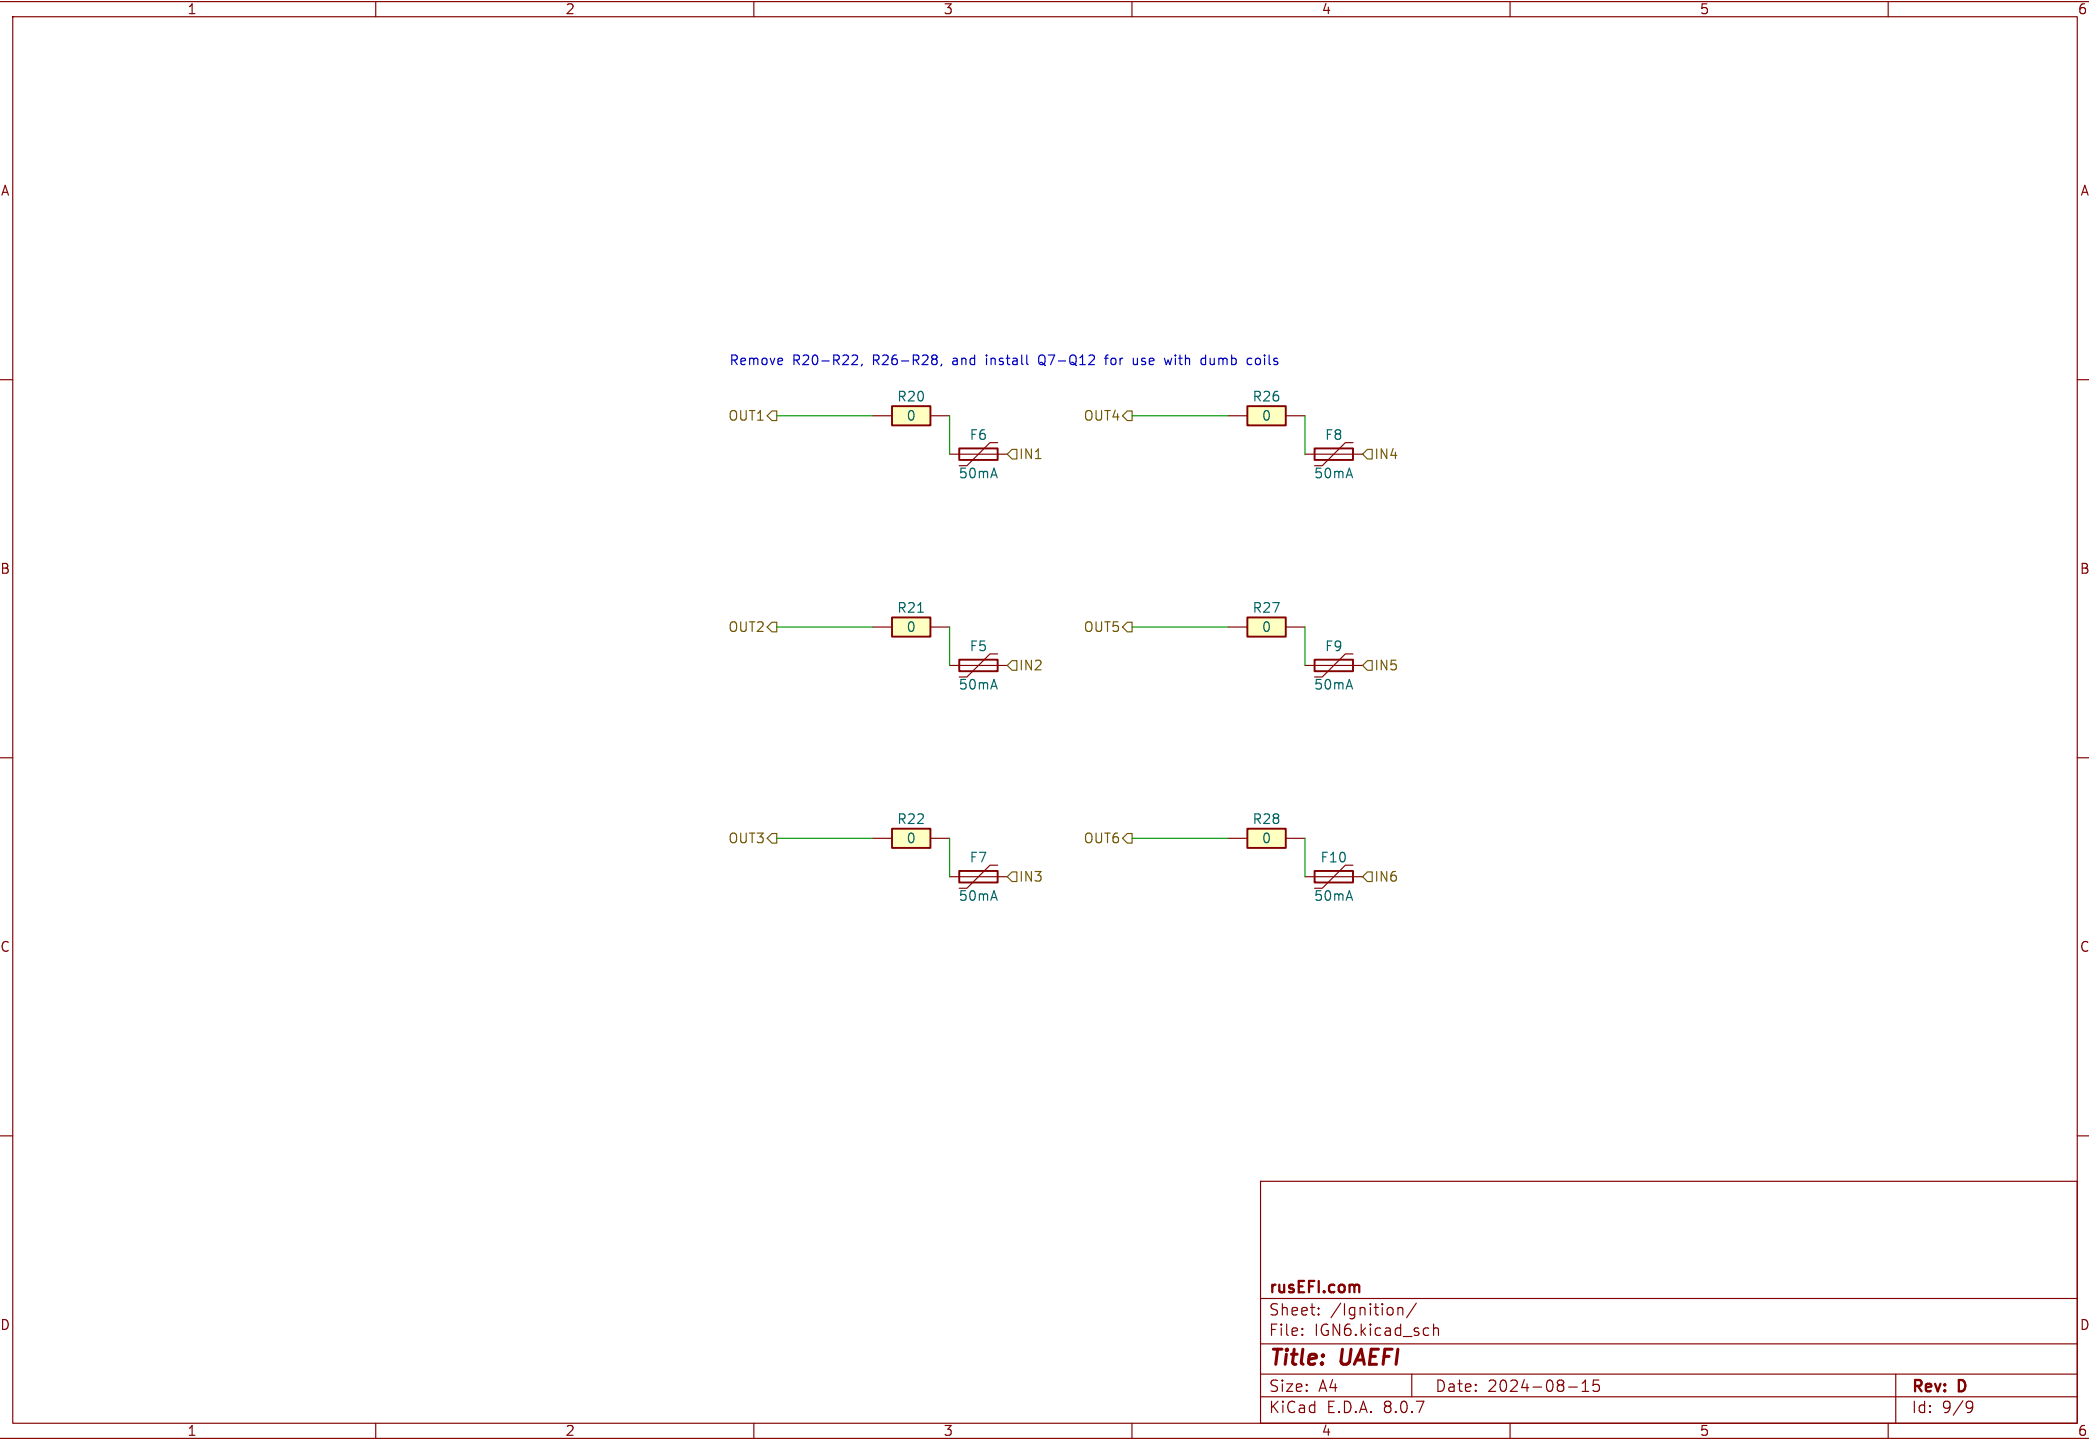 1 2 3 4 5 6
A A
Remove R20-R22, R26-R28, and install Q7-Q12 for use with dumb coils
R20 R26
OUT1 0 OUT4 0
F6 F8
IN1 IN4
50mA 50mA
B B
R21 R27
OUT2 0 OUT5 0
F5 F9
IN2 IN5
50mA 50mA
R22 R28
OUT3 0 OUT6 0
F7 F10
IN3 IN6
50mA 50mA
C C
rusEFI.com
Sheet: /Ignition/
File: IGN6.kicad_sch
D D
Title: UAEFI
Size: A4 Date: 2024-08-15 Rev: D
KiCad E.D.A. 8.0.7 Id: 9/9
1 2 3 4 5 6